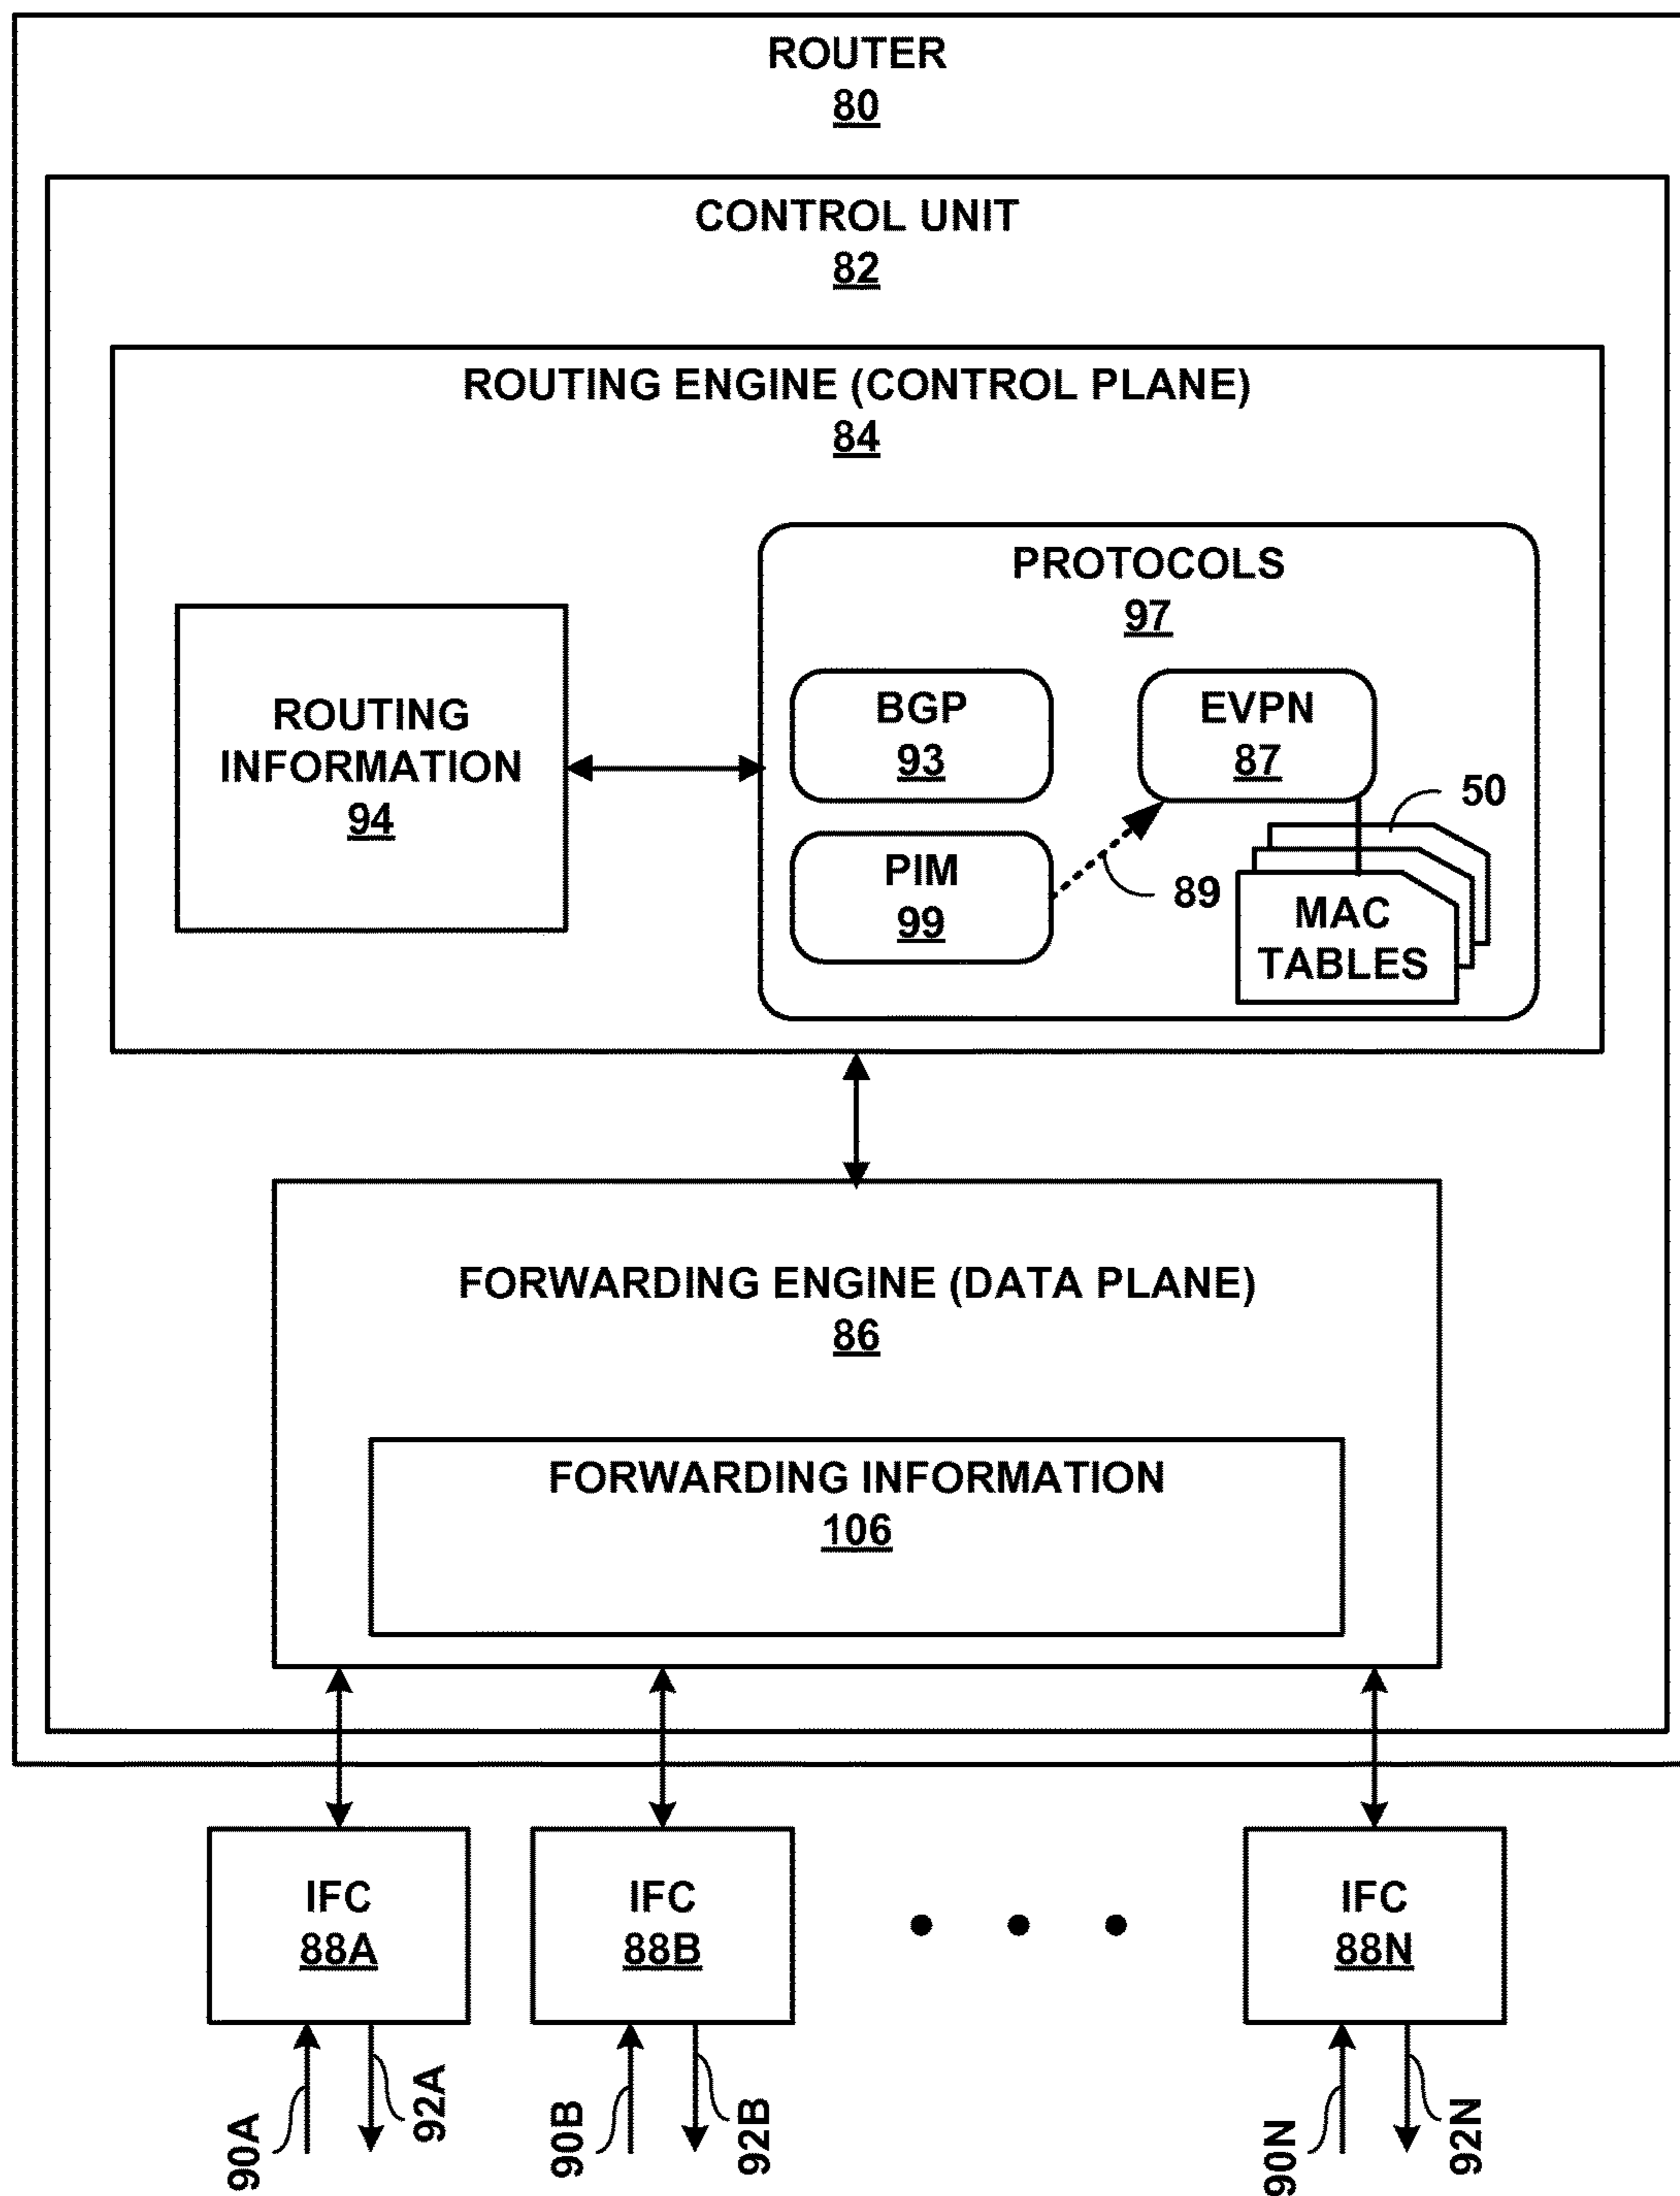 ROUTER
80
CONTROL UNIT
82
ROUTING ENGINE (CONTROL PLANE)
84
PROTOCOLS
97
ROUTING
INFORMATION
94
BGP
93
EVPN
87
50
PIM
99
89
MAC
TABLES
FORWARDING ENGINE (DATA PLANE)
86
FORWARDING INFORMATION
106
IFC
88A
IFC
88B
IFC
88N
90A
92A
90B
92B
90N
92N